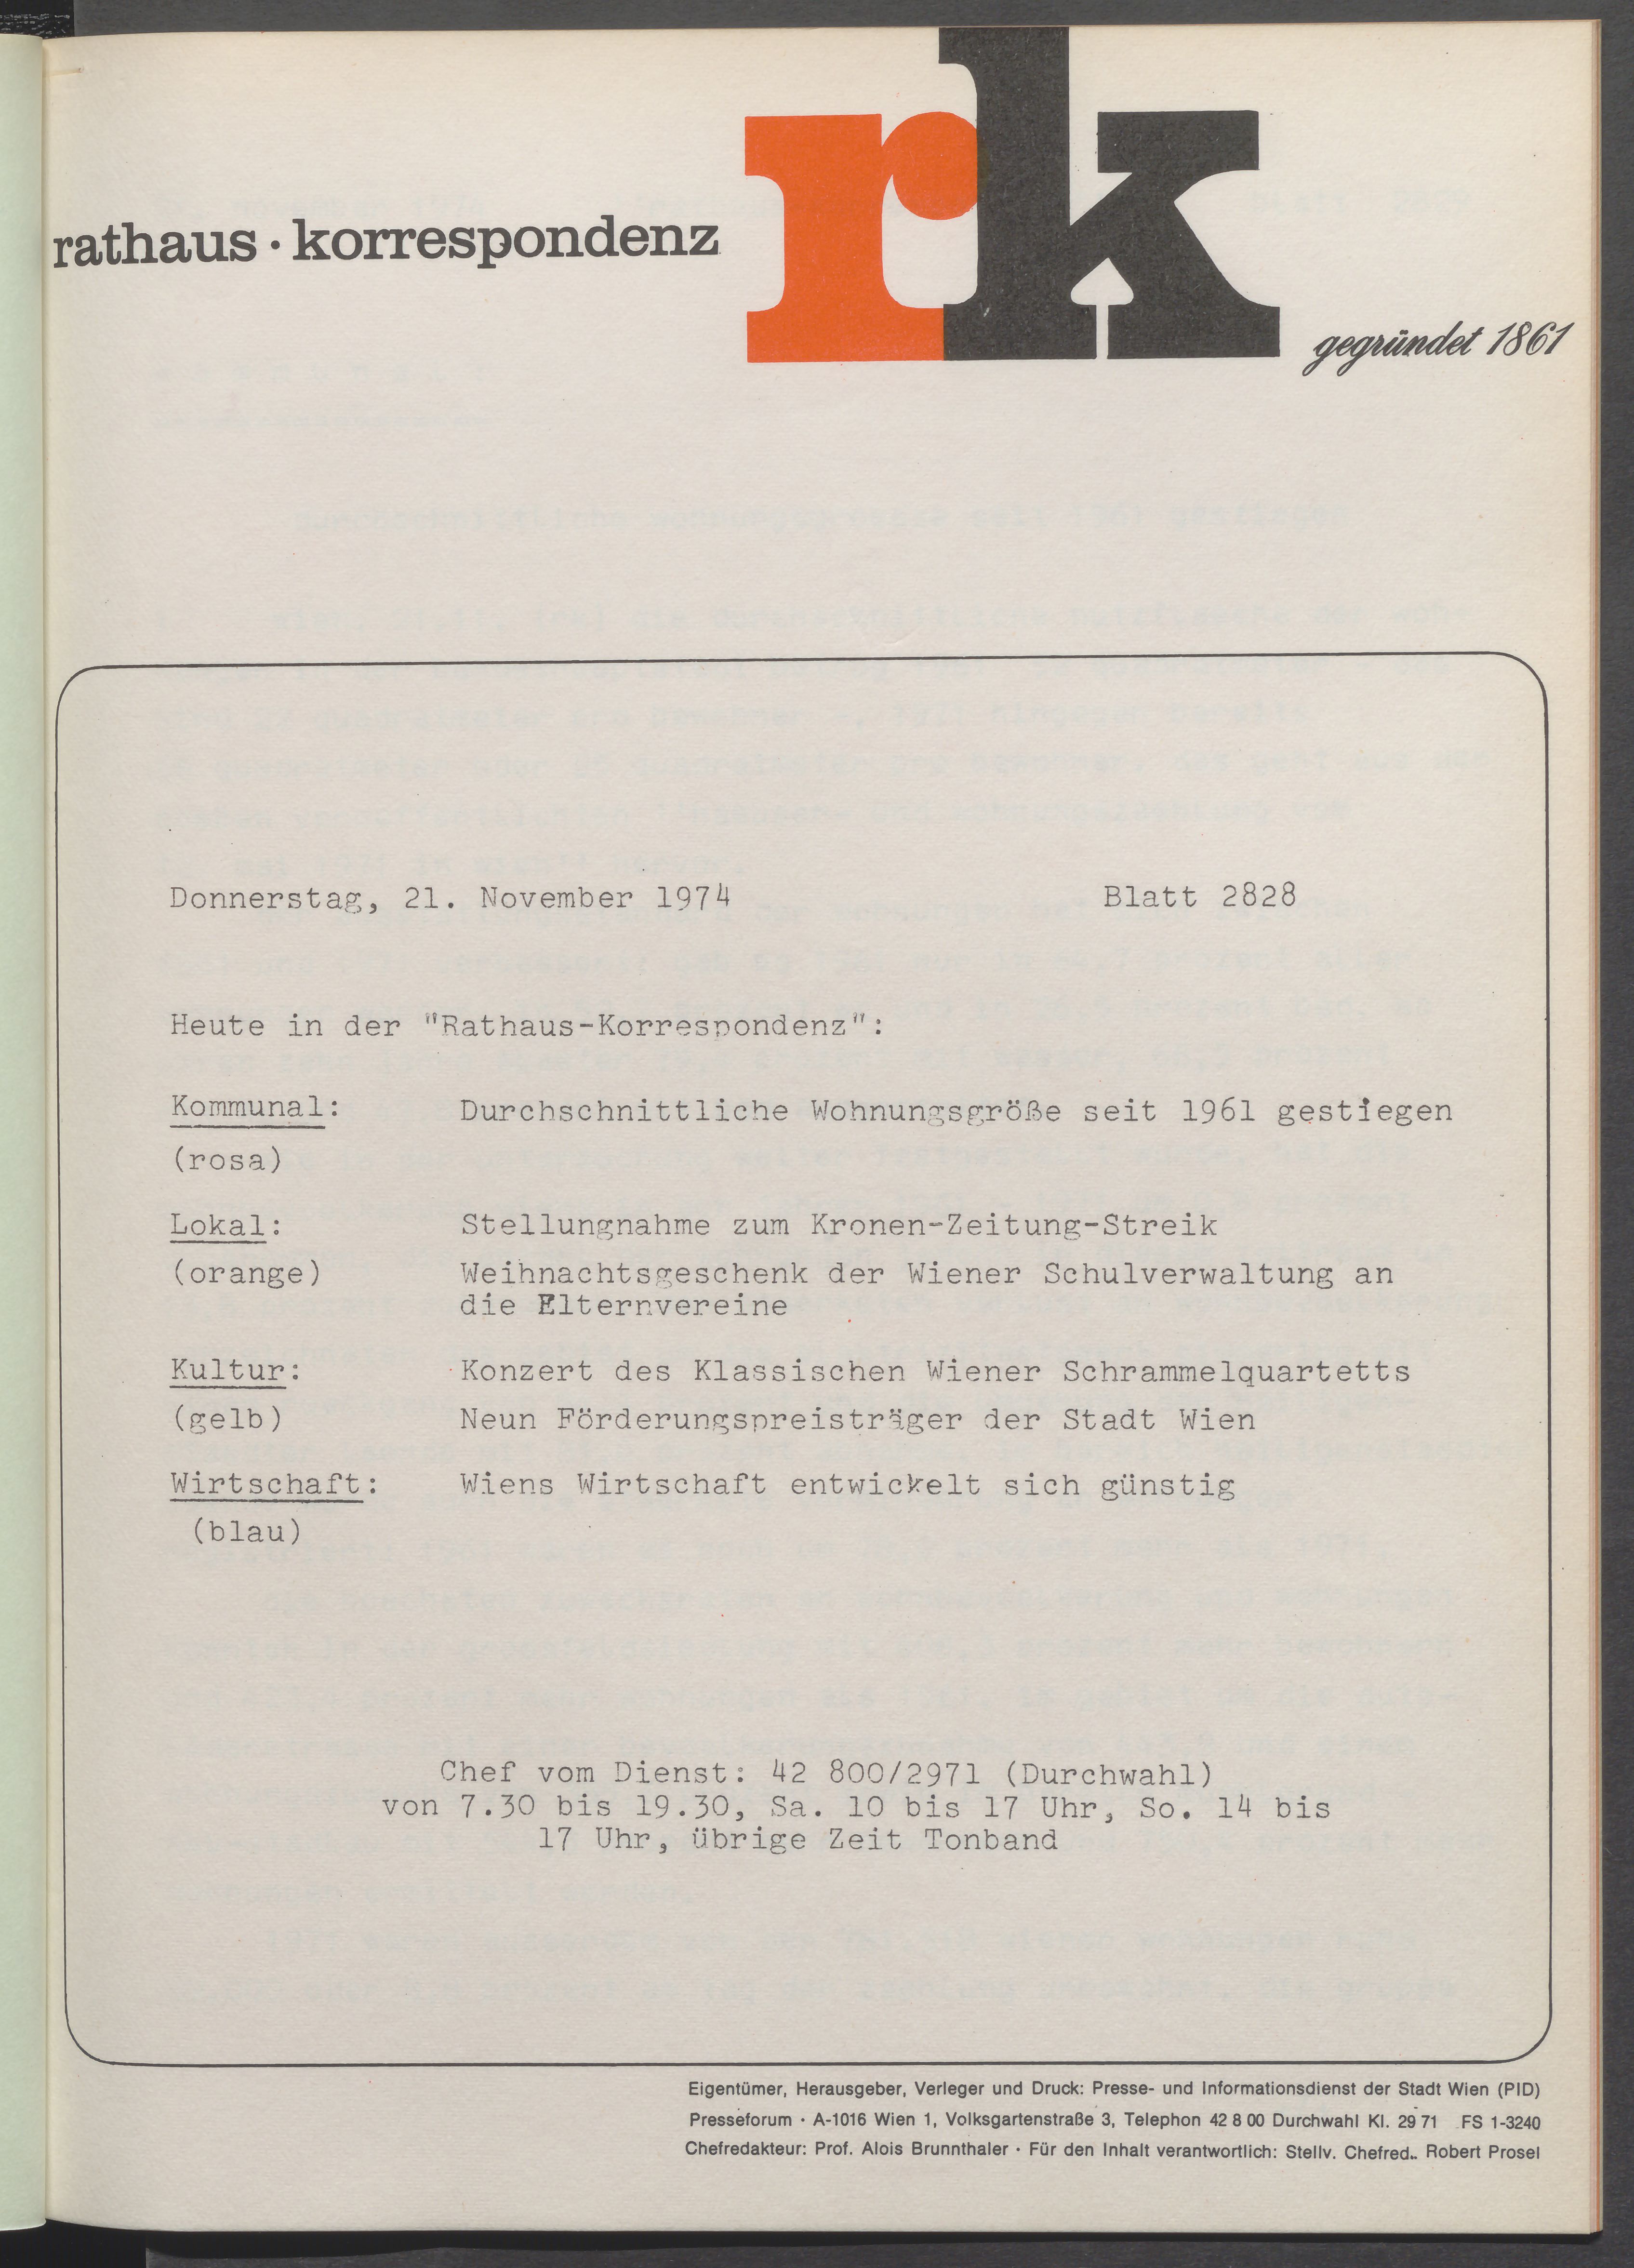 rathaus · korrespondenz
rk
gegründet 1861
Donnerstag, 21. November 1974 Blatt 2828
Heute in der "Rathaus-Korrespondenz":
Kommunal: Durchschnittliche Wohnungsgröße seit 1961 gestiegen
(rosa)
Lokal: Stellungnahme zum Kronen-Zeitung-Streik
(orange) Weihnachtsgeschenk der Wiener Schulverwaltung an
die Elternvereine
Kultur: Konzert des Klassischen Wiener Schrammelquartetts
(gelb) Neun Förderungspreisträger der Stadt Wien
Wirtschaft: Wiens Wirtschaft entwickelt sich günstig
(blau)
Chef vom Dienst: 42 800/2971 (Durchwahl)
von 7.30 bis 19.30, Sa. 10 bis 17 Uhr, So. 14 bis
17 Uhr, übrige Zeit Tonband
Eigentümer, Herausgeber, Verleger und Druck: Presse- und Informationsdienst der Stadt Wien (PID)
Presseforum · A-1016 Wien 1, Volksgartenstraße 3, Telephon 42 8 00 Durchwahl Kl. 29 71 FS 1-3240
Chefredakteur: Prof. Alois Brunnthaler · Für den Inhalt verantwortlich: Stellv. Chefred.. Robert Prosel